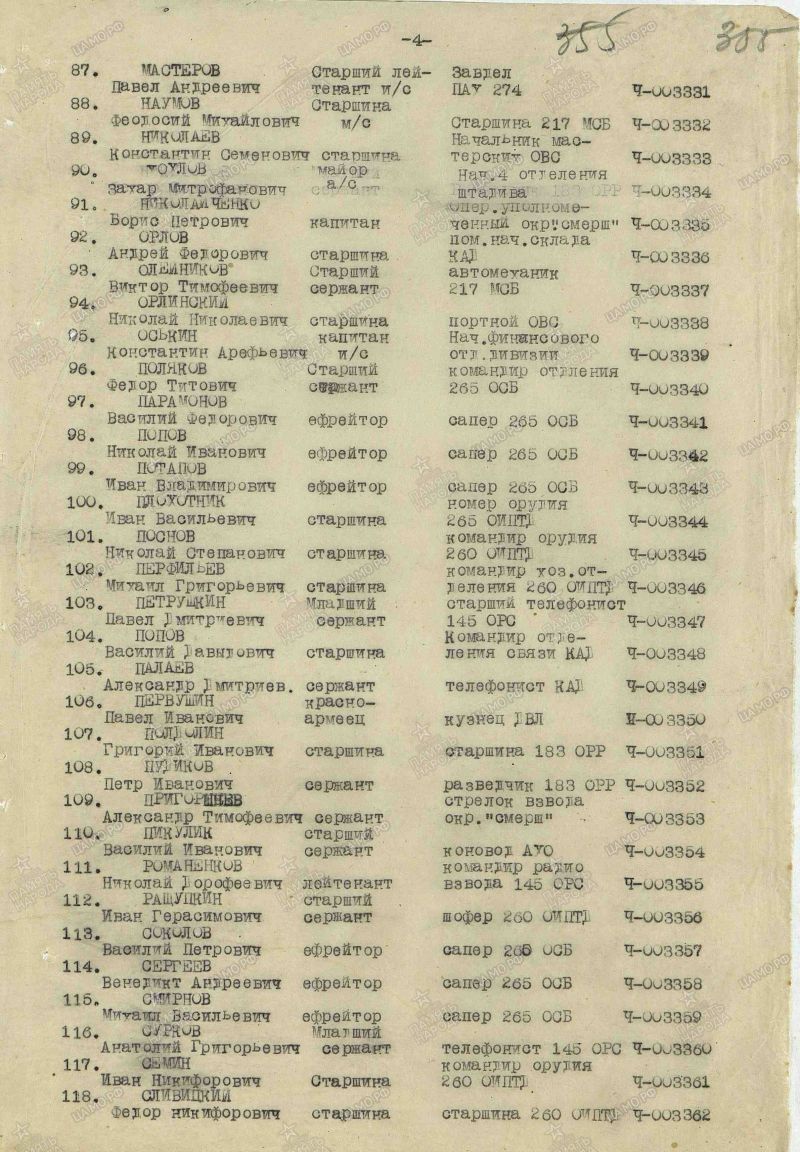 -4-
355 355
87. МАСТЕРОВ Старший лей- Завдел
Павел Андреевич тенант и/с ПАУ 274 Ч-003331
88. НАУМОВ Старшина
Феодосий Михайлович м/с Старшина 217 МСБ Ч-003332
89. НИКОЛАЕВ Начальник мас-
Константин Семенович старшина терских ОВС Ч-003333
90. майор Нач.4 отделения
Захар Митрофанович а/с штадива Ч-003334
91. НИКОЛАЙЧЕНКО Опер.уполномо-
Борис Петрович капитан ченный окр"смерш" Ч-003335
92. ОРЛОВ пом.нач.склада
Андрей Федорович старшина КАД Ч-003336
93. ОЛЕЙНИКОВ Старший автомеханик
Виктор Тимофеевич сержант 217 МСБ Ч-003337
94. ОРЛИНСКИЙ
Николай Николаевич старшина портной ОВС Ч-003338
95. ОСЬКИН капитан Нач.финансового
Константин Арефьевич и/с отд.дивизии Ч-003339
96. ПОЛЯКОВ Старший командир отделения
Федор Титович сержант 265 ОСБ Ч-003340
97. ПАРАМОНОВ
Василий Федорович ефрейтор сапер 265 ОСБ Ч-003341
98. ПОПОВ
Николай Иванович ефрейтор сапер 265 ОСБ Ч-003342
99. ПОТАПОВ
Иван Владимирович ефрейтор сапер 265 ОСБ Ч-003343
100. ПЛОХОТНИК номер орудия
Иван Васильевич старшина 265 ОИПТД Ч-003344
101. ПОСНОВ командир орудия
Николай Степанович старшина 260 ОИПТД Ч-003345
102. ПЕРФИЛЬЕВ командир хоз.от-
Михаил Григорьевич старшина деления 260 ОИПТД Ч-003346
103. ПЕТРУШКИН Младший старший телефонист
Павел Дмитриевич сержант 145 ОРС Ч-003347
104. ПОПОВ Командир отде-
Василий Давыдович старшина ления связи КАД Ч-003348
105. ПАЛАЕВ
Александр Дмитриев. сержант телефонист КАД Ч-003349
106. ПЕРВУШИН красно-
Павел Иванович армеец кузнец ДВЛ Ч-003350
107. ПОЛДОЛИН
Григорий Иванович старшина старшина 183 ОРР Ч-003351
108. ПУДИКОВ
Петр Иванович сержант разведчик 183 ОРР Ч-003352
109. ПРИГОРНЕВ стрелок взвода
Александр Тимофеевич сержант окр."смерш" Ч-003353
110. ПИКУЛИК старший
Василий Иванович сержант коновод АУО Ч-003354
111. РОМАНЕНКОВ командир радио
Николай Дорофеевич лейтенант взвода 145 ОРС Ч-003355
112. РАЩУПКИН старший
Иван Герасимович сержант шофер 260 ОИПТД Ч-003356
113. СОКОЛОВ
Василий Петрович ефрейтор сапер 265 ОСБ Ч-003357
114. СЕРГЕЕВ
Венедикт Андреевич ефрейтор сапер 265 ОСБ Ч-003358
115. СМИРНОВ
Михаил Васильевич ефрейтор сапер 265 ОСБ Ч-003359
116. СУРКОВ Младший
Анатолий Григорьевич сержант телефонист 145 ОРС Ч-003360
117. СЕМИН командир орудия
Иван Никифорович Старшина 260 ОИПТД Ч-003361
118. СЛИВИЦКИЙ
Федор никифорович старшина старшина 260 ОИПТД Ч-003362